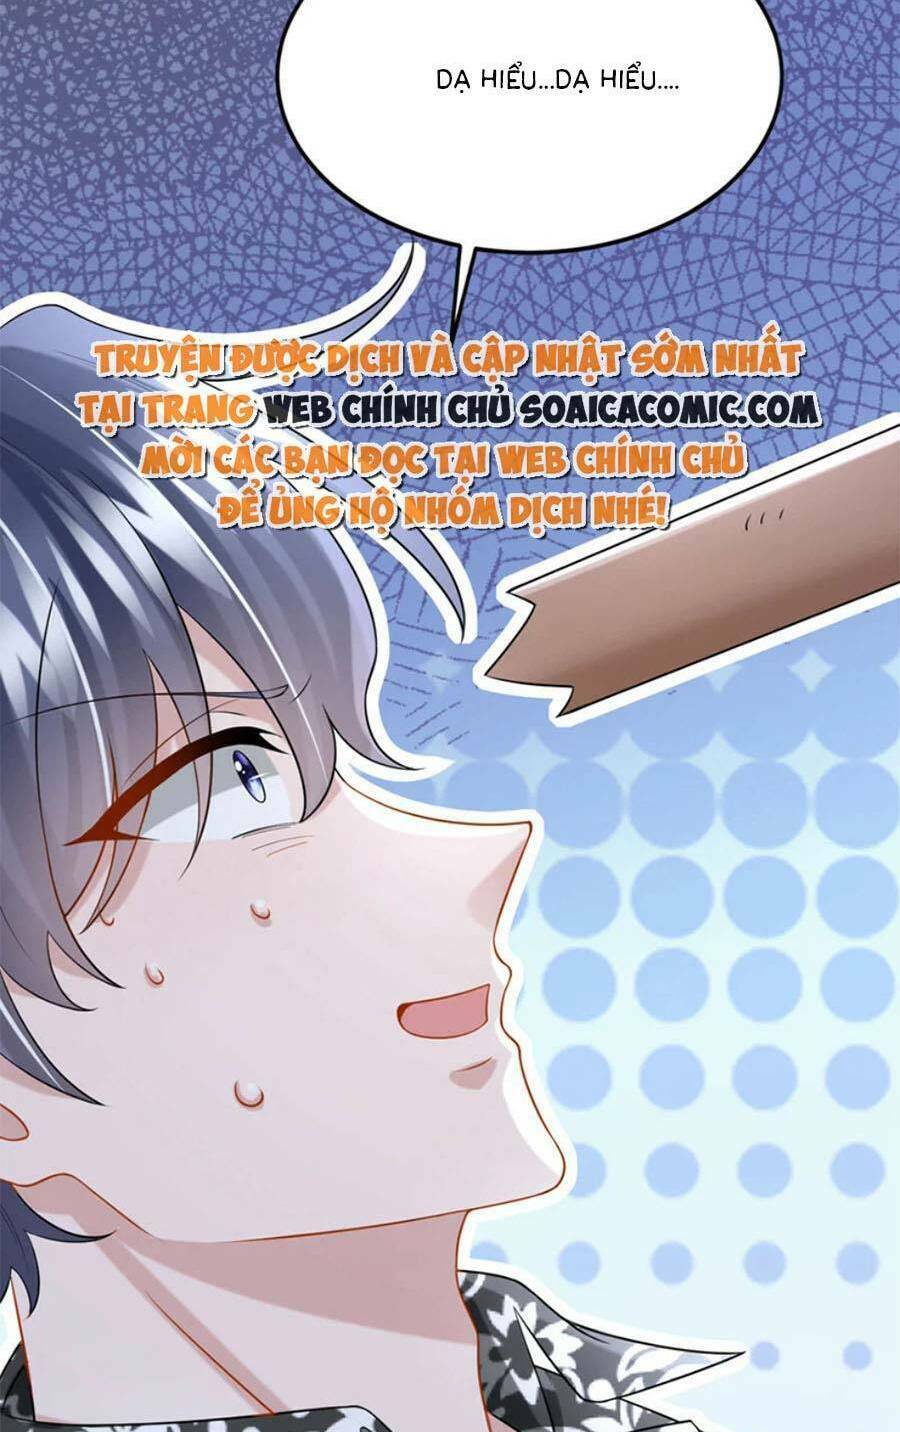 DẠ HIỂU...DẠ HIỂU....
TRUYỆN ĐƯỢC DỊCH VÀ CẬP NHẬT SỚM NHẤT
TẠI TRANG WEB CHÍNH CHỦ SOAICACOMIC.COM
MỜI CÁC BẠN ĐỌC TẠI WEB CHÍNH CHỦ
ĐỂ ỦNG HỘ NHÓM DỊCH NHÉ!